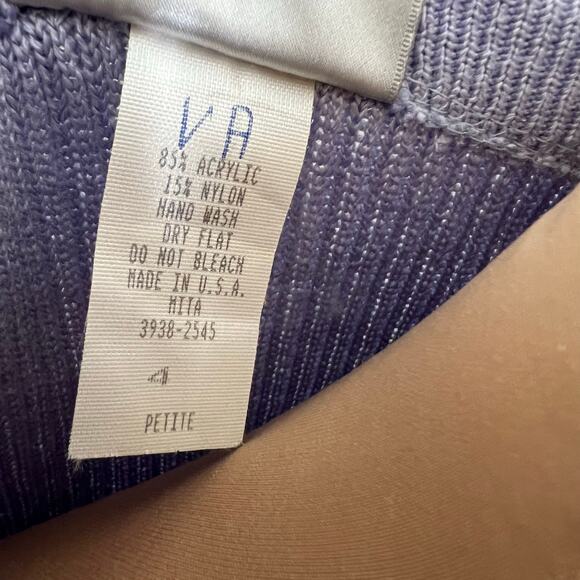 VA
85% ACRYLIC
15% NYLON
HAND WASH
DRY FLAT
DO NOT BLEACH
MADE IN U.S.A.
MITA
3938-2545
PETITE